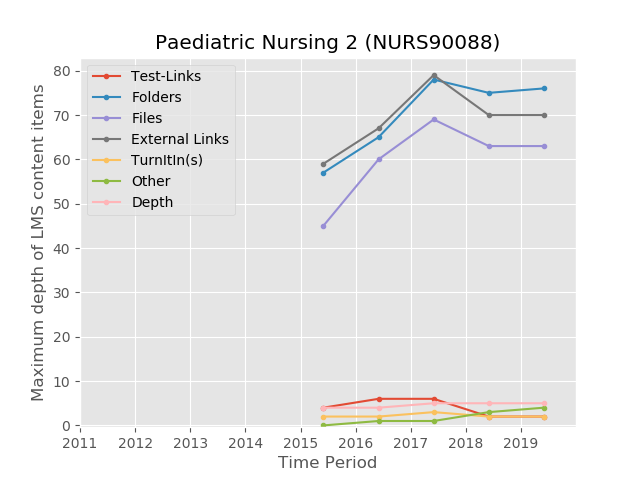 Paediatric Nursing 2 (NURS90088)
Test-Links
Folders
Files
External Links
TurnItIn(s)
Other
Depth
Maximum depth of LMS content items
80
70
60
50
40
30
20
10
0
2011 2012 2013 2014 2015 2016 2017 2018 2019
Time Period